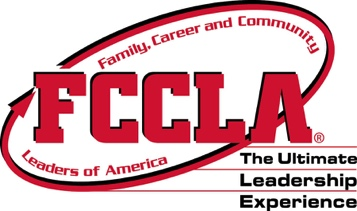 Family, Career and Community
FCCLA®
Leaders of America
The Ultimate
Leadership
Experience